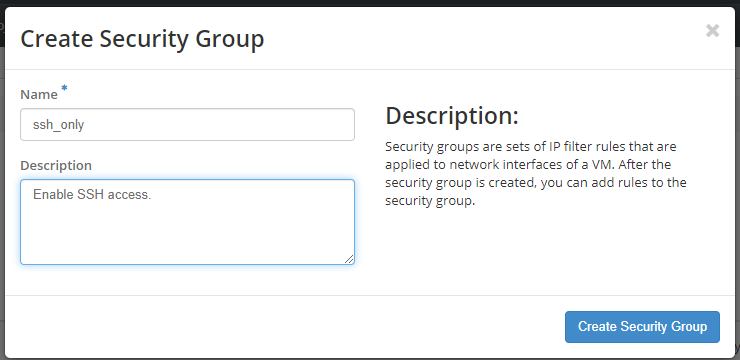 Create Security Group
×
Name *
ssh_only
Description
Enable SSH access.
Description:
Security groups are sets of IP filter rules that are
applied to network interfaces of a VM. After the
security group is created, you can add rules to the
security group.
Create Security Group